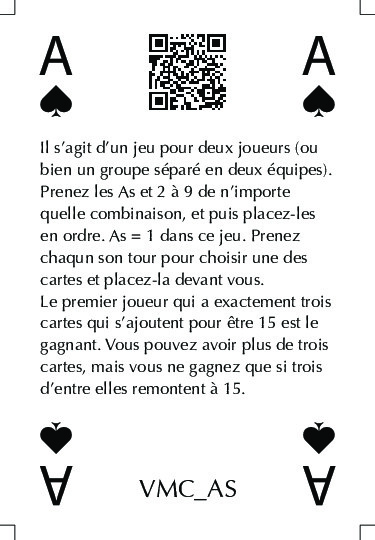 A A
Il s’agit d’un jeu pour deux joueurs (ou
bien un groupe séparé en deux équipes).
Prenez les As et 2 à 9 de n’importe
quelle combinaison, et puis placez-les
en ordre. As = 1 dans ce jeu. Prenez
chaqun son tour pour choisir une des
cartes et placez-la devant vous.
Le premier joueur qui a exactement trois
cartes qui s’ajoutent pour être 15 est le
gagnant. Vous pouvez avoir plus de trois
cartes, mais vous ne gagnez que si trois
d’entre elles remontent à 15.
A VMC_AS A